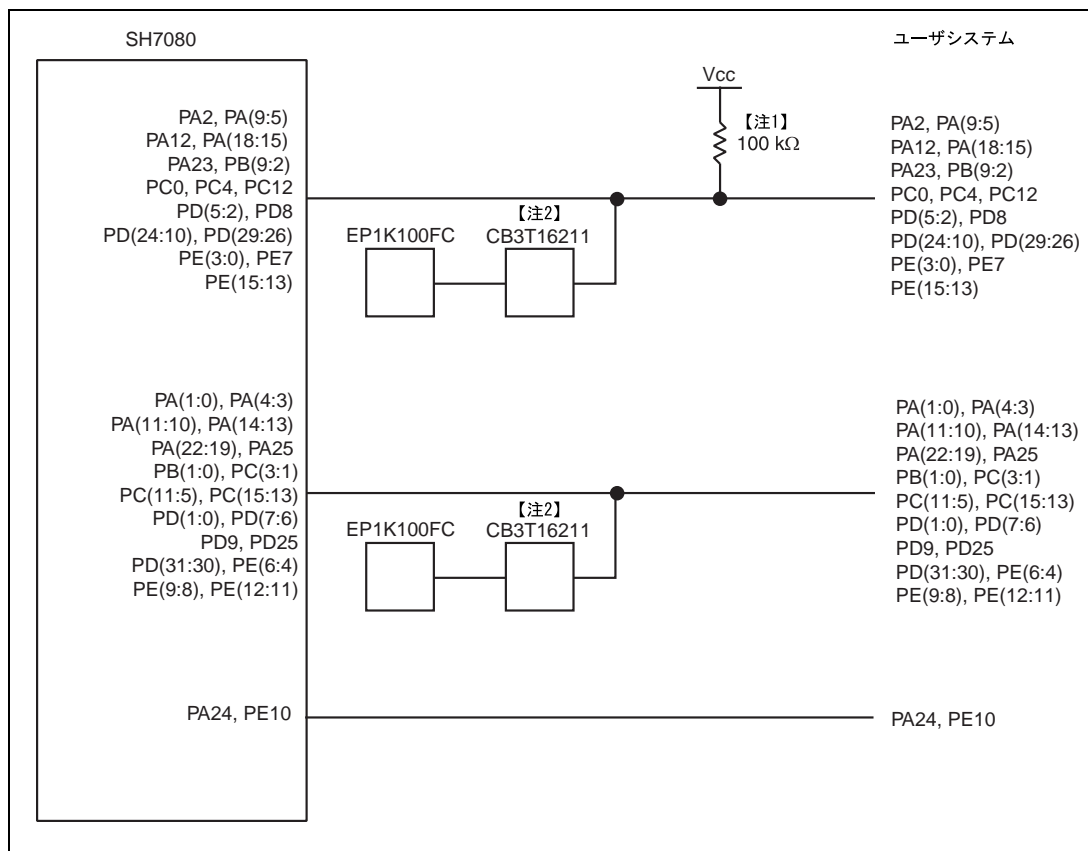 SH7080
ユーザシステム
Vcc
【注1】
100 kΩ
PA2, PA(9:5)
PA12, PA(18:15)
PA23, PB(9:2)
PC0, PC4, PC12
PD(5:2), PD8
PD(24:10), PD(29:26)
PE(3:0), PE7
PE(15:13)
【注2】
EP1K100FC
CB3T16211
PA2, PA(9:5)
PA12, PA(18:15)
PA23, PB(9:2)
PC0, PC4, PC12
PD(5:2), PD8
PD(24:10), PD(29:26)
PE(3:0), PE7
PE(15:13)
PA(1:0), PA(4:3)
PA(11:10), PA(14:13)
PA(22:19), PA25
PB(1:0), PC(3:1)
PC(11:5), PC(15:13)
PD(1:0), PD(7:6)
PD9, PD25
PD(31:30), PE(6:4)
PE(9:8), PE(12:11)
【注2】
EP1K100FC
CB3T16211
PA(1:0), PA(4:3)
PA(11:10), PA(14:13)
PA(22:19), PA25
PB(1:0), PC(3:1)
PC(11:5), PC(15:13)
PD(1:0), PD(7:6)
PD9, PD25
PD(31:30), PE(6:4)
PE(9:8), PE(12:11)
PA24, PE10
PA24, PE10